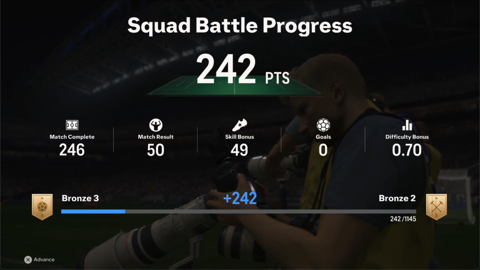 Squad Battle Progress
242 PTS
Match Complete
246
Match Result
50
Skill Bonus
49
Goals
0
Difficulty Bonus
0.70
Bronze 3
+242
Bronze 2
242 /1145
Advance